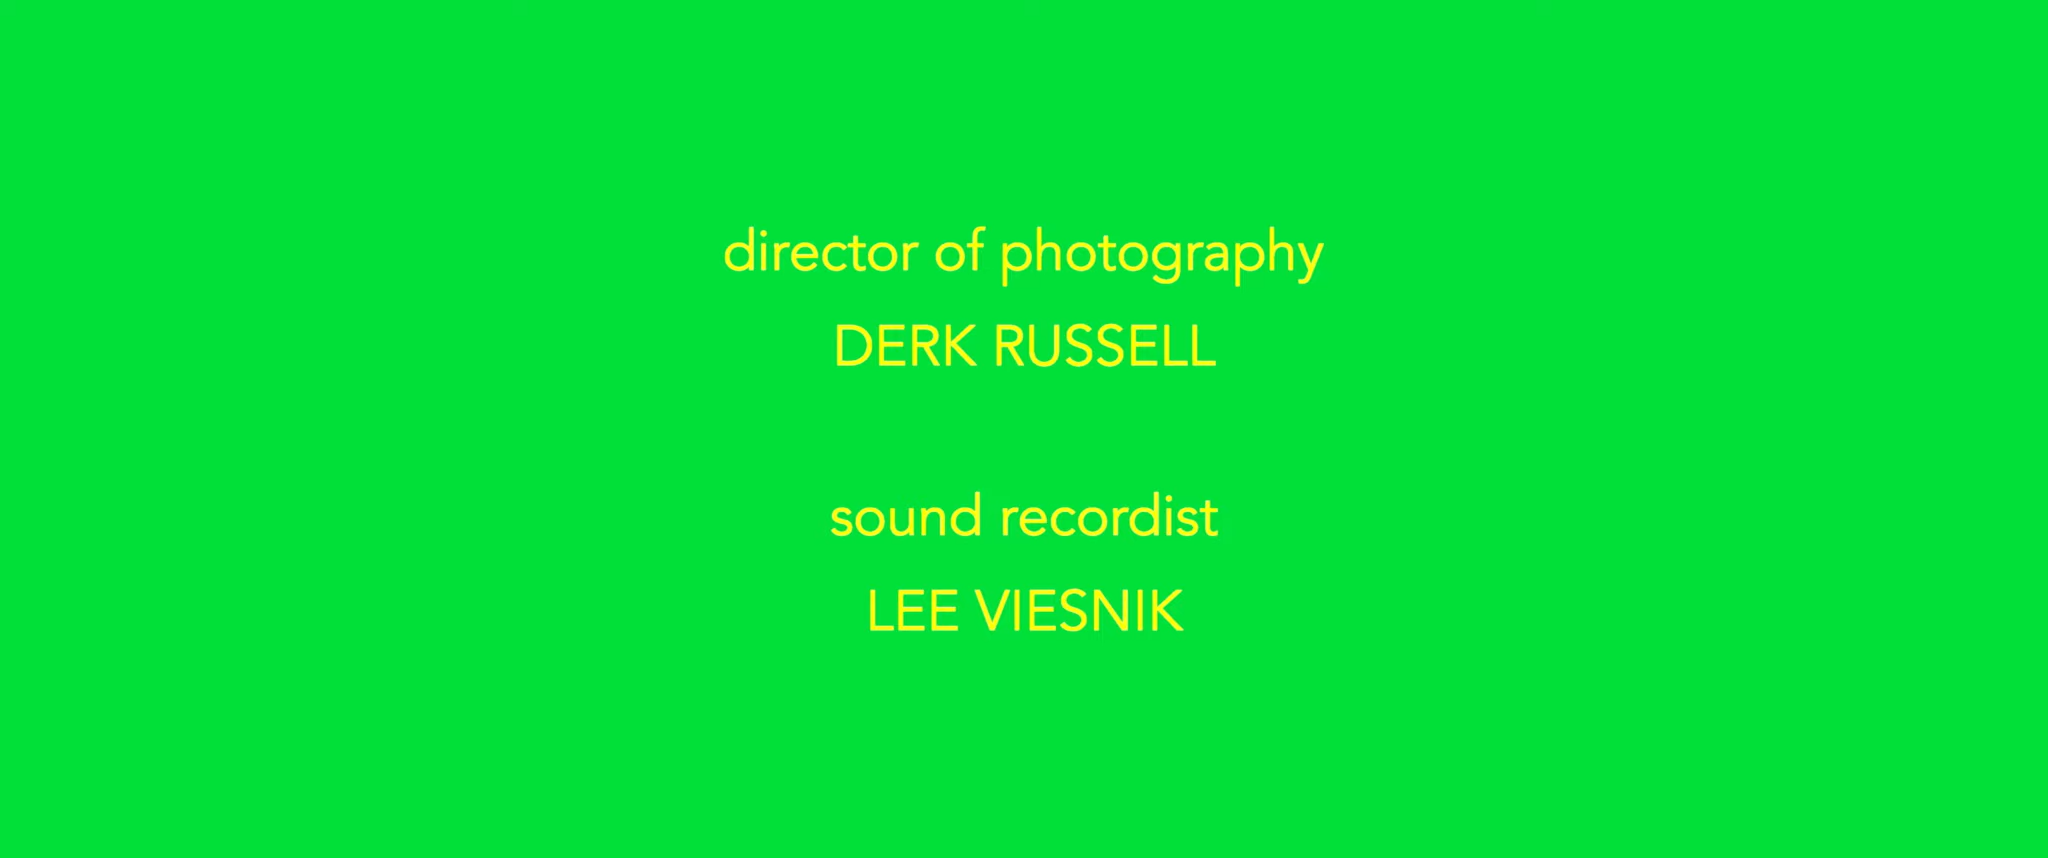 director of photography
DERK RUSSELL
sound recordist
LEE VIESNIK